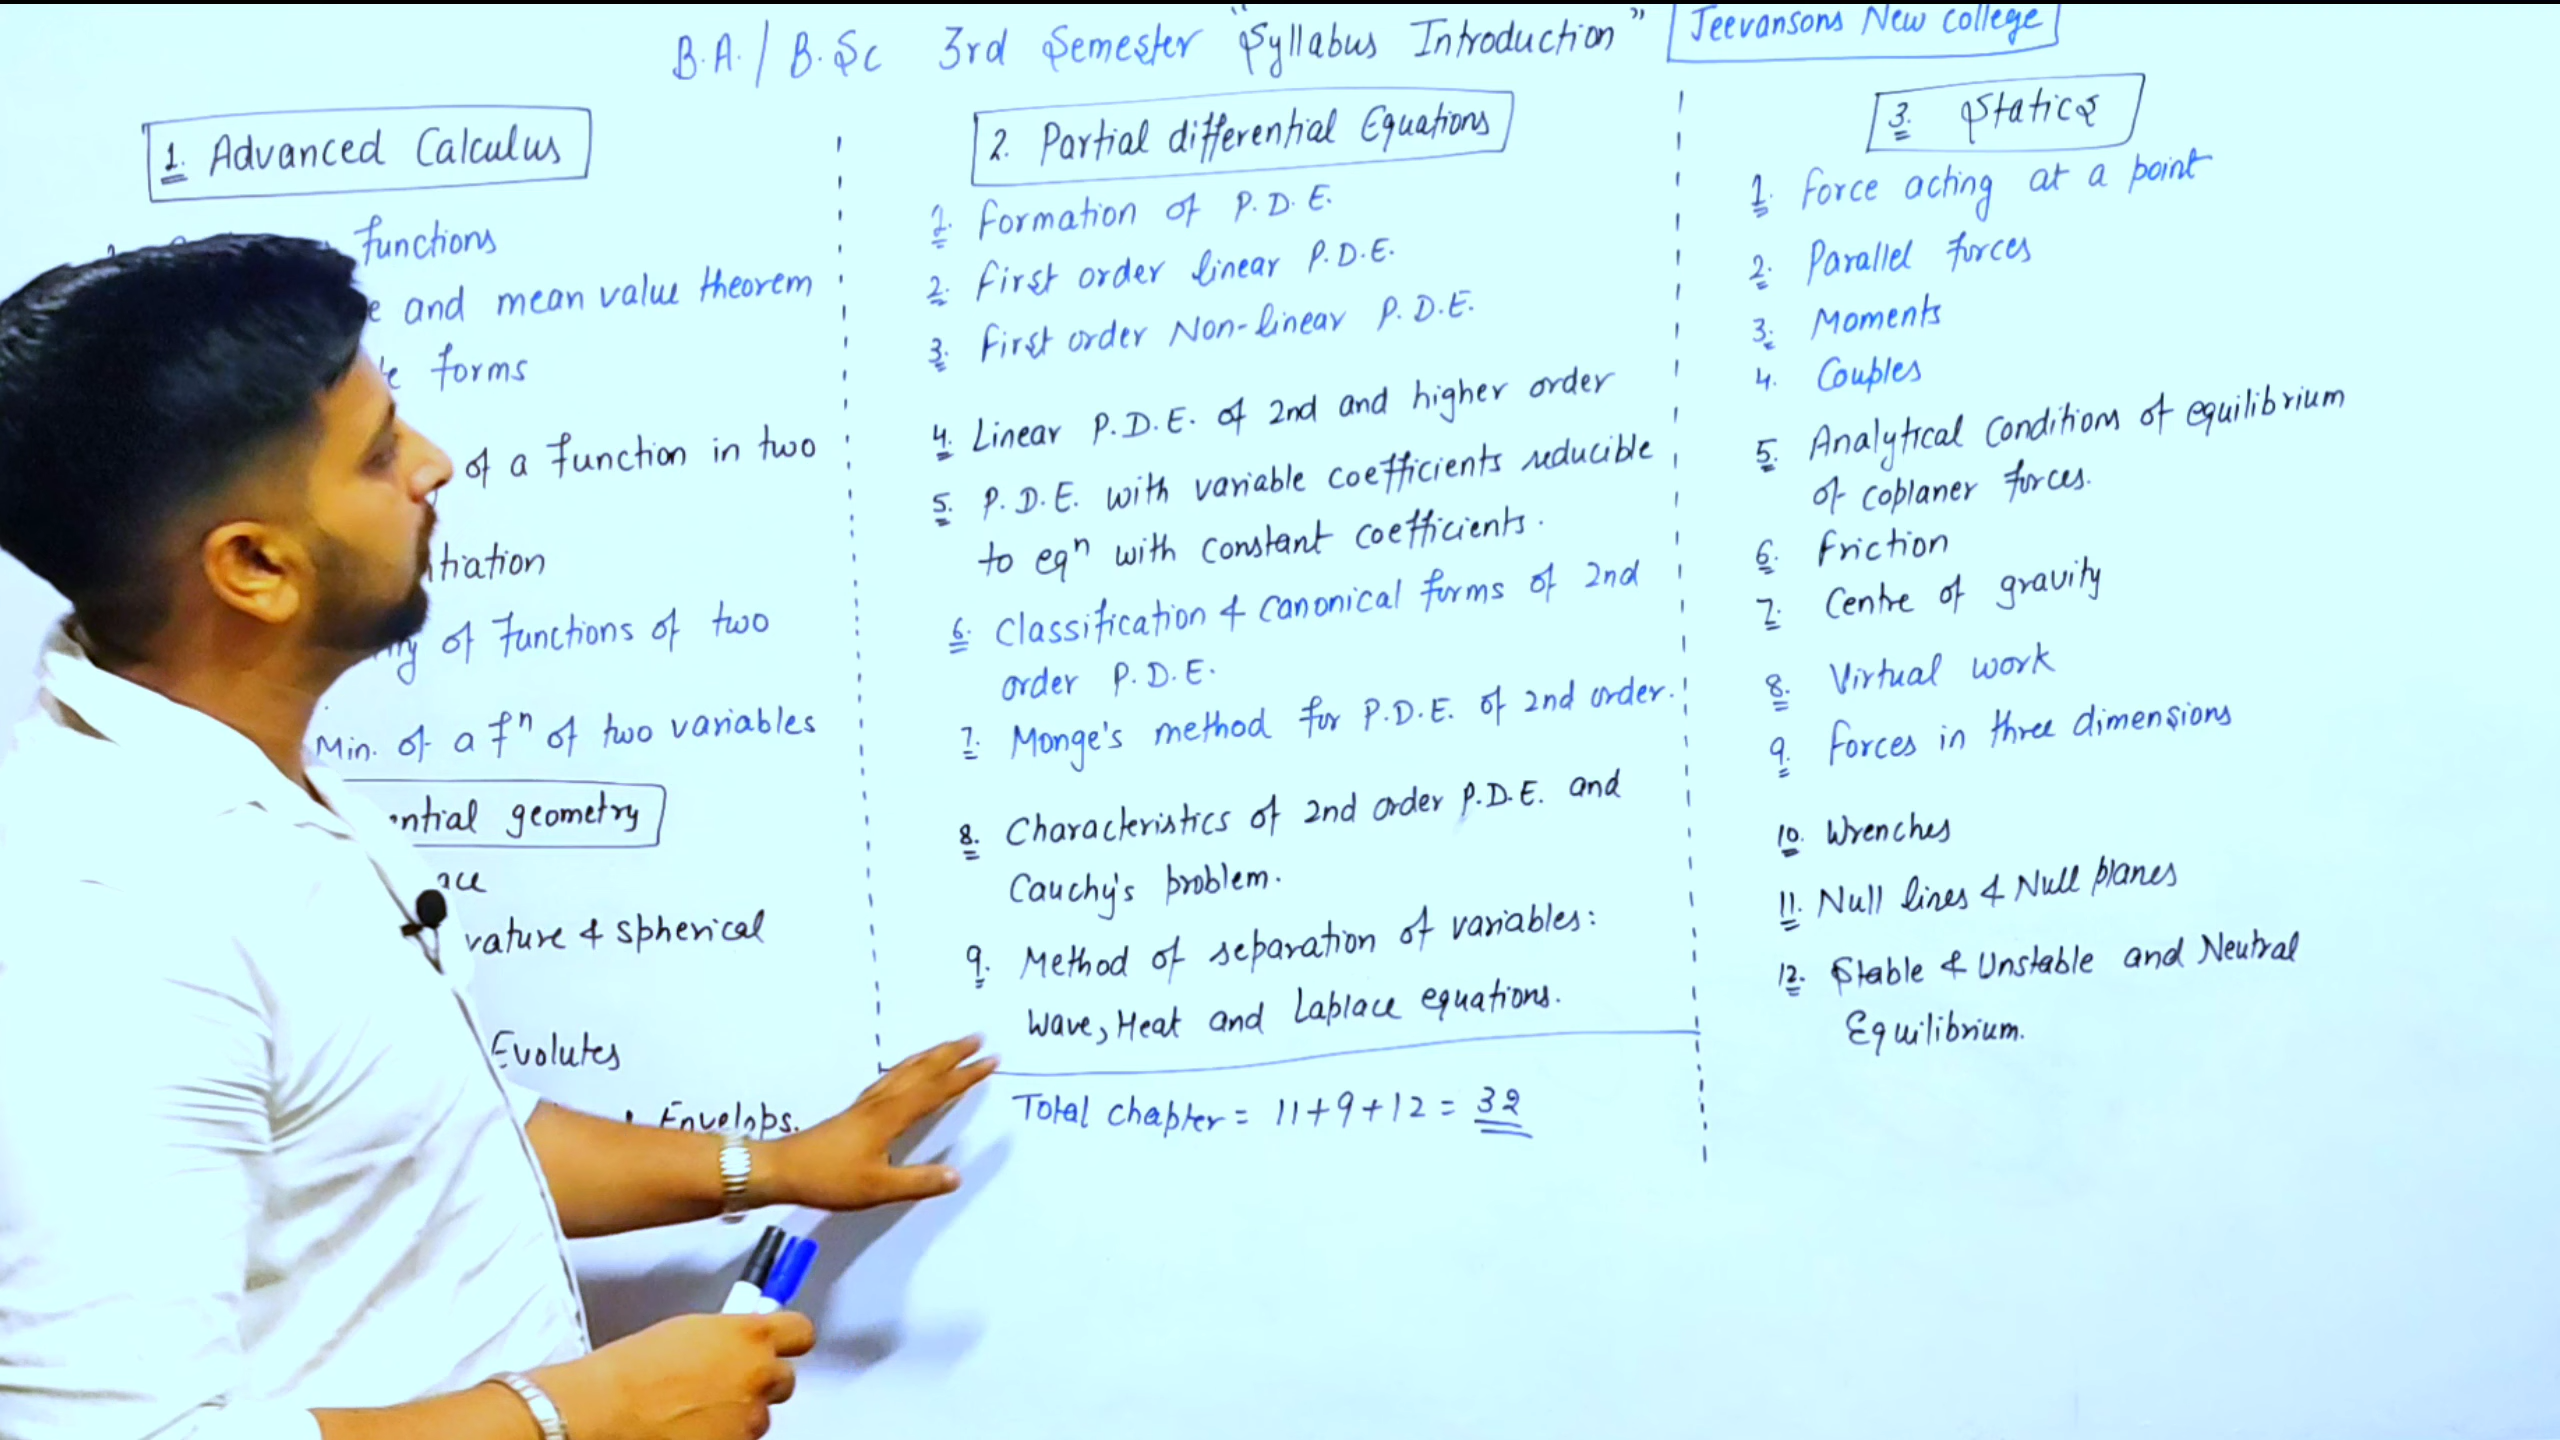 B.A. / B.Sc 3rd Semester "Syllabus Introduction" Jeevansons New College
1. Advanced Calculus
functions
and mean value theorem
forms
of a function in two
of functions of two
Min. of a fⁿ of two variables
geometry
& spherical
Evolutes
Envelops.
2. Partial differential Equations
1. Formation of P.D.E.
2. First order linear P.D.E.
3. First order Non-linear P.D.E.
4. Linear P.D.E. of 2nd and higher order
5. P.D.E. with variable coefficients reducible
to eqⁿ with constant coefficients.
6. Classification & canonical forms of 2nd
order P.D.E.
7. Monge's method for P.D.E. of 2nd order.
8. Characteristics of 2nd order P.D.E. and
Cauchy's problem.
9. Method of separation of variables:
Wave, Heat and Laplace equations.
Total chapter = 11+9+12 = 32
3. Statics
1. Force acting at a point
2. Parallel forces
3. Moments
4. Couples
5. Analytical Conditions of equilibrium
of coplaner forces.
6. Friction
7. Centre of gravity
8. Virtual work
9. Forces in three dimensions
10. Wrenches
11. Null lines & Null planes
12. Stable & Unstable and Neutral
Equilibrium.